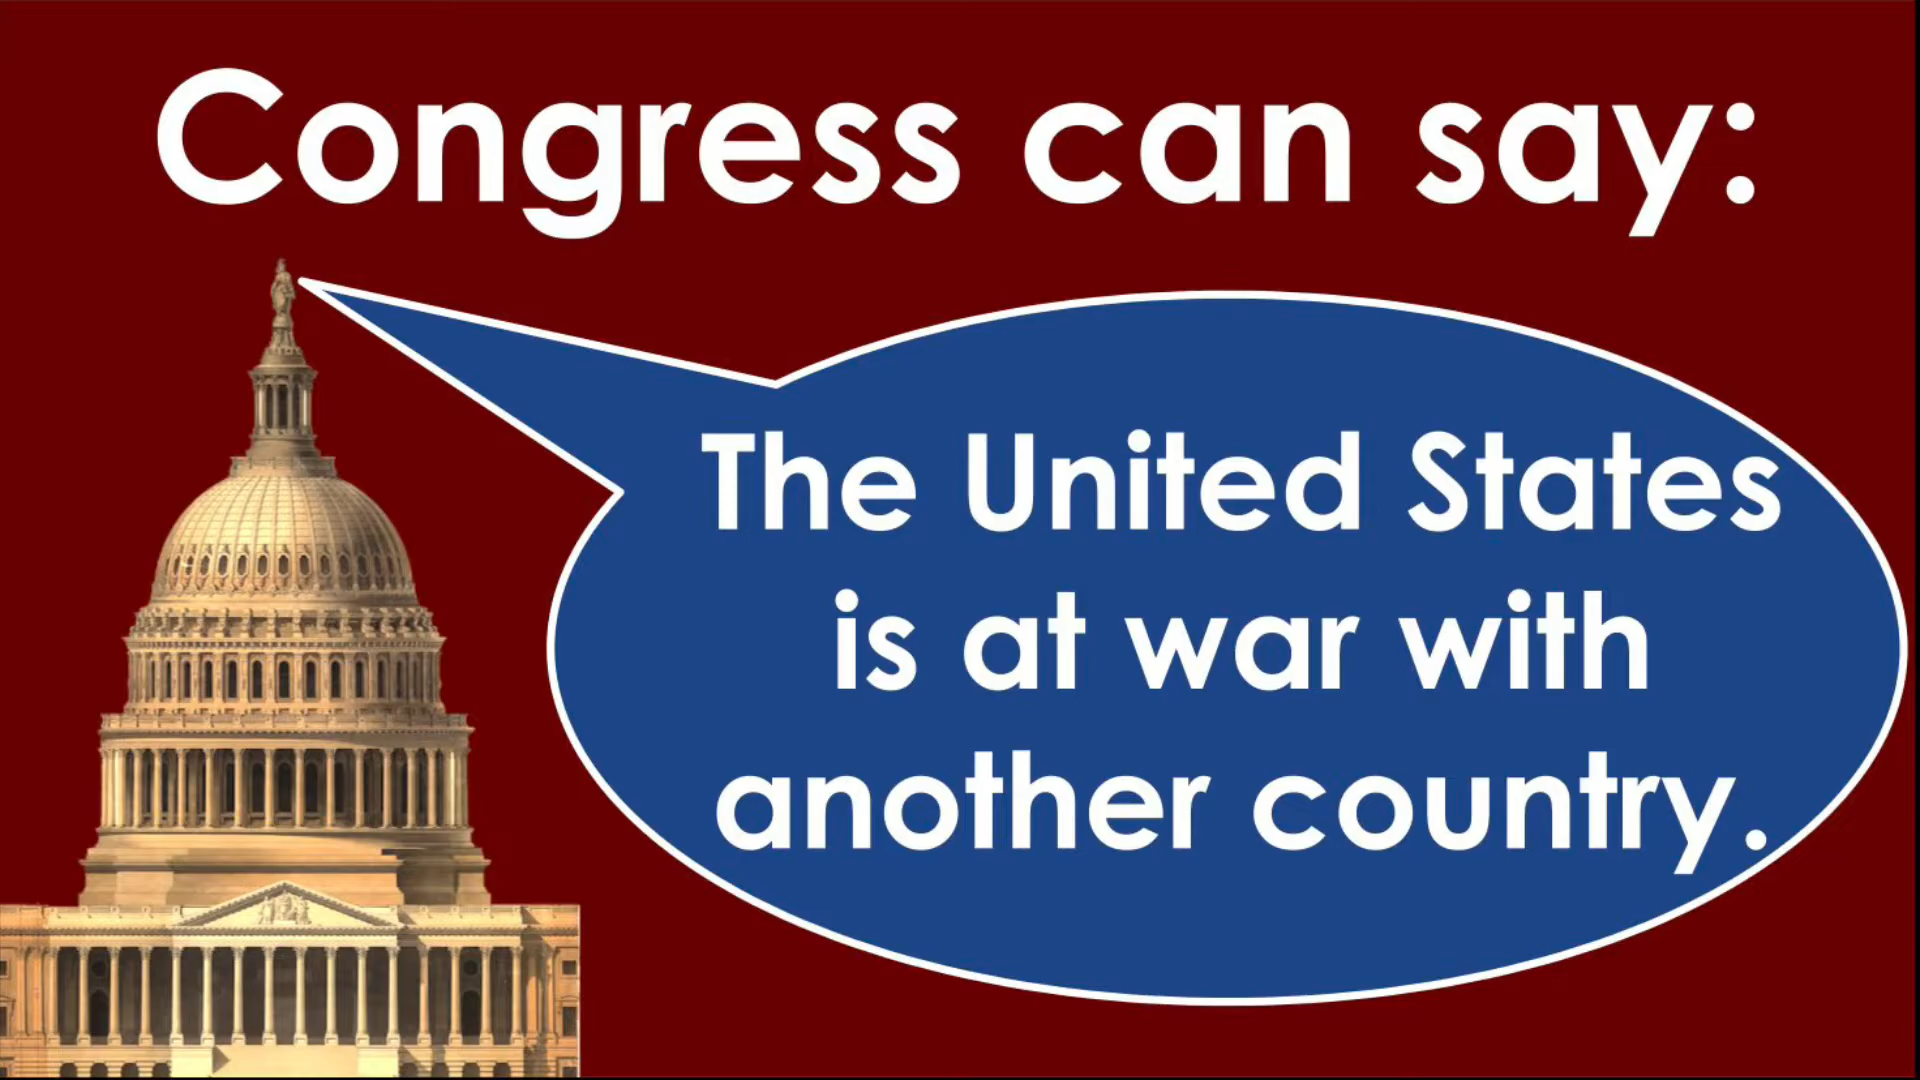 Congress can say:
The United States
is at war with
another country.